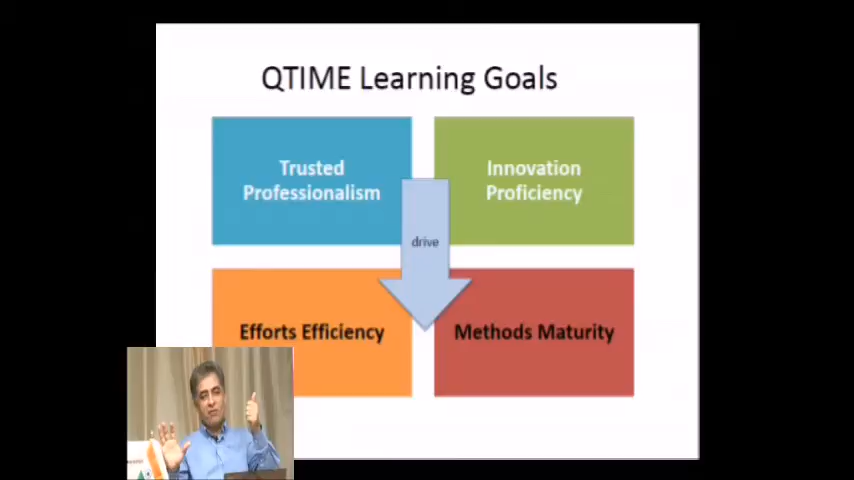 QTIME Learning Goals
Trusted
Professionalism
Innovation
Proficiency
drive
Efforts Efficiency
Methods Maturity